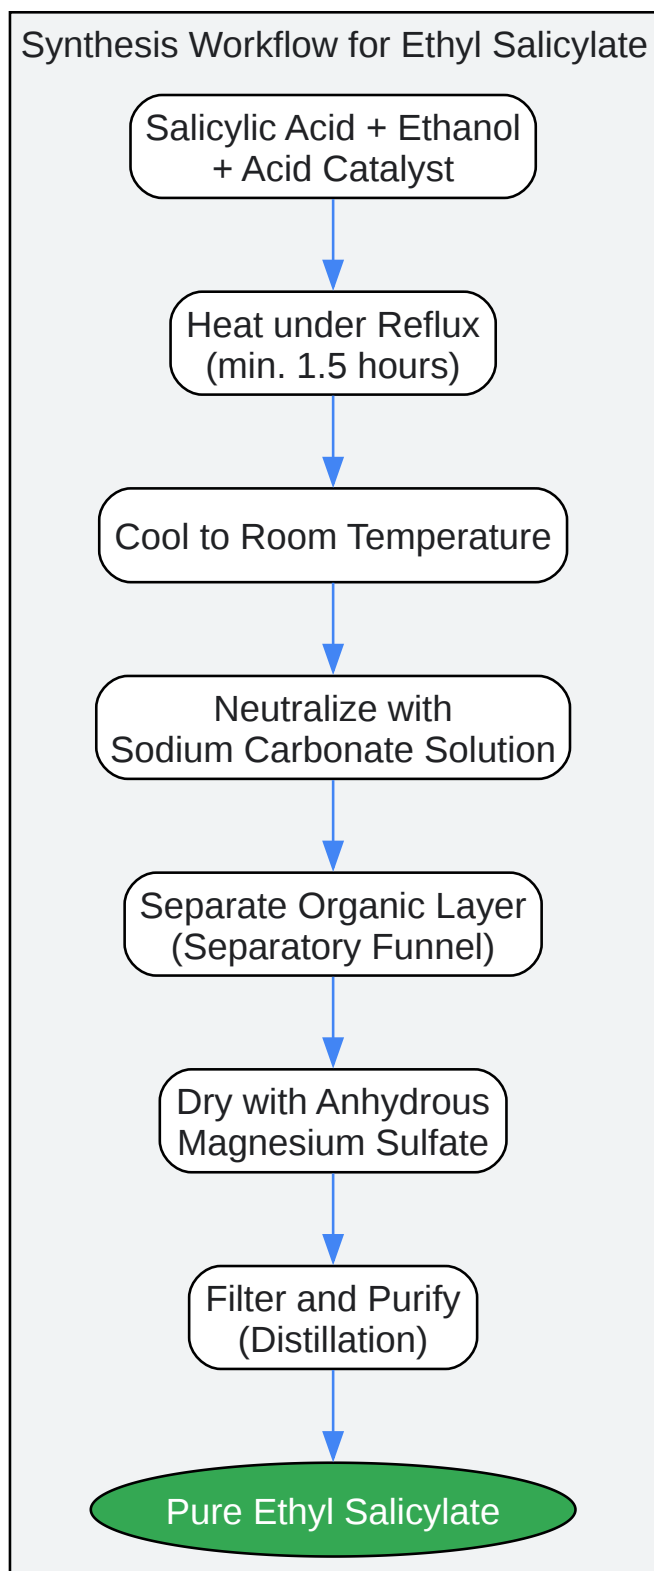 Synthesis Workflow for Ethyl Salicylate
Salicylic Acid + Ethanol
+ Acid Catalyst
Heat under Reflux
(min. 1.5 hours)
Cool to Room Temperature
Neutralize with
Sodium Carbonate Solution
Separate Organic Layer
(Separatory Funnel)
Dry with Anhydrous
Magnesium Sulfate
Filter and Purify
(Distillation)
Pure Ethyl Salicylate